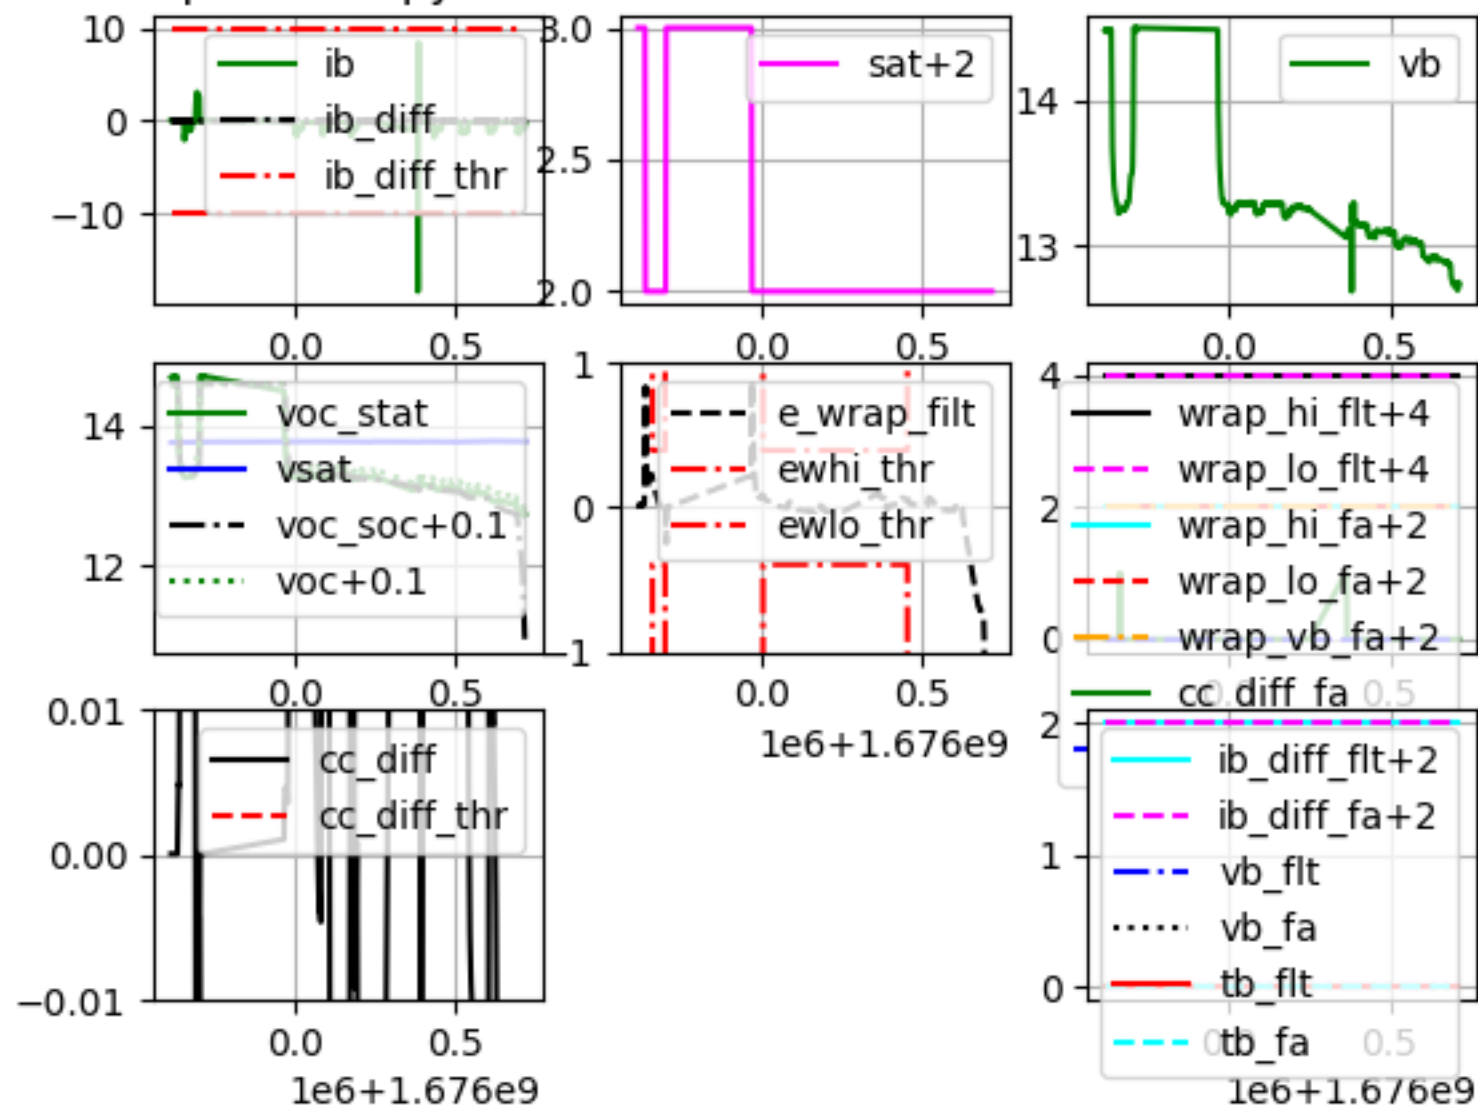 10
0
−10
ib
ib_diff
ib_diff_thr
3.0
2.5
2.0
sat+2
14
13
vb
0.0 0.5
0.0 0.5
0.0 0.5
14
12
voc_stat
vsat
voc_soc+0.1
voc+0.1
1
0
−1
e_wrap_filt
ewhi_thr
ewlo_thr
4
2
0
wrap_hi_flt+4
wrap_lo_flt+4
wrap_hi_fa+2
wrap_lo_fa+2
wrap_vb_fa+2
cc_diff_fa
0.0 0.5
0.0 0.5
0.0 0.5
1e6+1.676e9
0.01
0.00
−0.01
cc_diff
cc_diff_thr
2
1
0
ib_diff_flt+2
ib_diff_fa+2
vb_flt
vb_fa
tb_flt
tb_fa
0.0 0.5
0.5
1e6+1.676e9
1e6+1.676e9